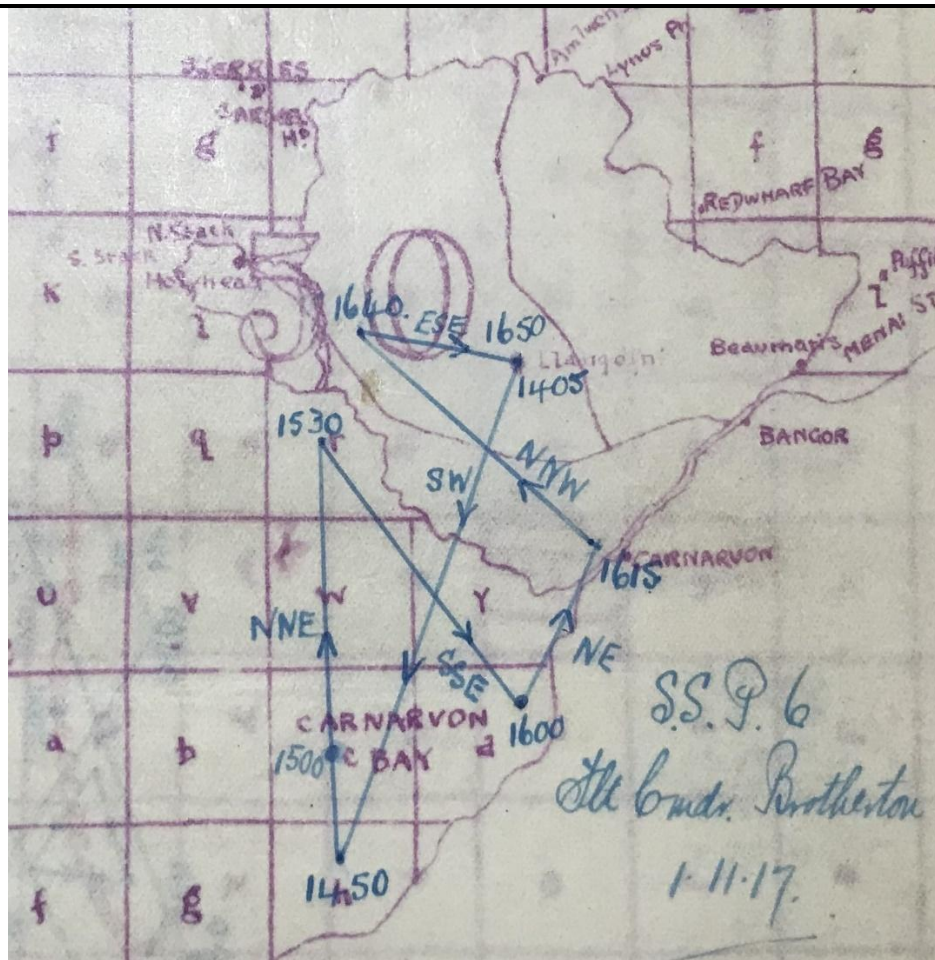 Amlwch
Lynus Pt.
SKERRIES
CARMEL
Hd
f
g
f
g
REDWHARF BAY
N. Stack
S. Stack
Holyhead
k
l
Q
1640.
ESE
1650
Llangefni
1405
l
Puffin
Beaumaris
MENAI ST
BANGOR
p
q
1530
r
SW
NNW
CARNARVON
1615
U
V
W
Y
NNE
SSE
NE
S.S.P. 6
CARNARVON
BAY
1600
a
b
1500
c
d
Flt Cmdr. Brotherton
1450
h
f
g
1.11.17.